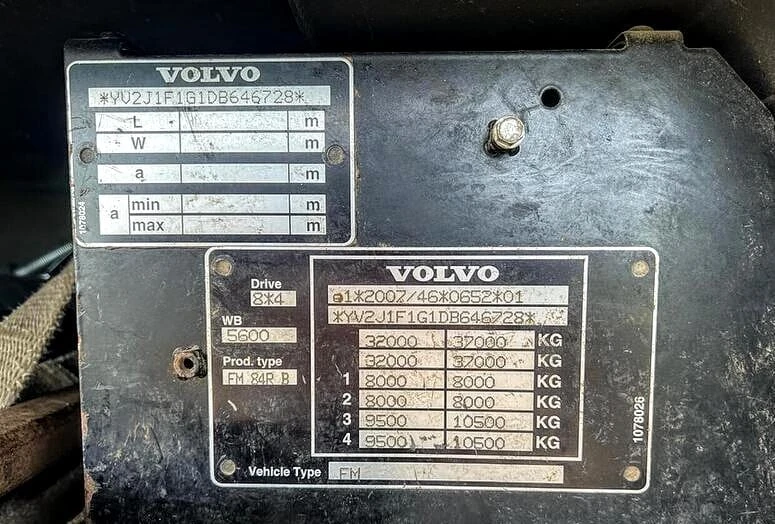 VOLVO
*YV2J1F1G1DB646728*
L m
W m
a m
a min m
max m
1078024
VOLVO
Drive
8*4
e1*2007/46*0652*01
*YV2J1F1G1DB646728*
WB
5600
32000 37000 KG
32000 37000 KG
Prod. type
FM 84R B
1 8000 8000 KG
2 8000 8000 KG
3 9500 10500 KG
4 9500 10500 KG
1078026
Vehicle Type FM